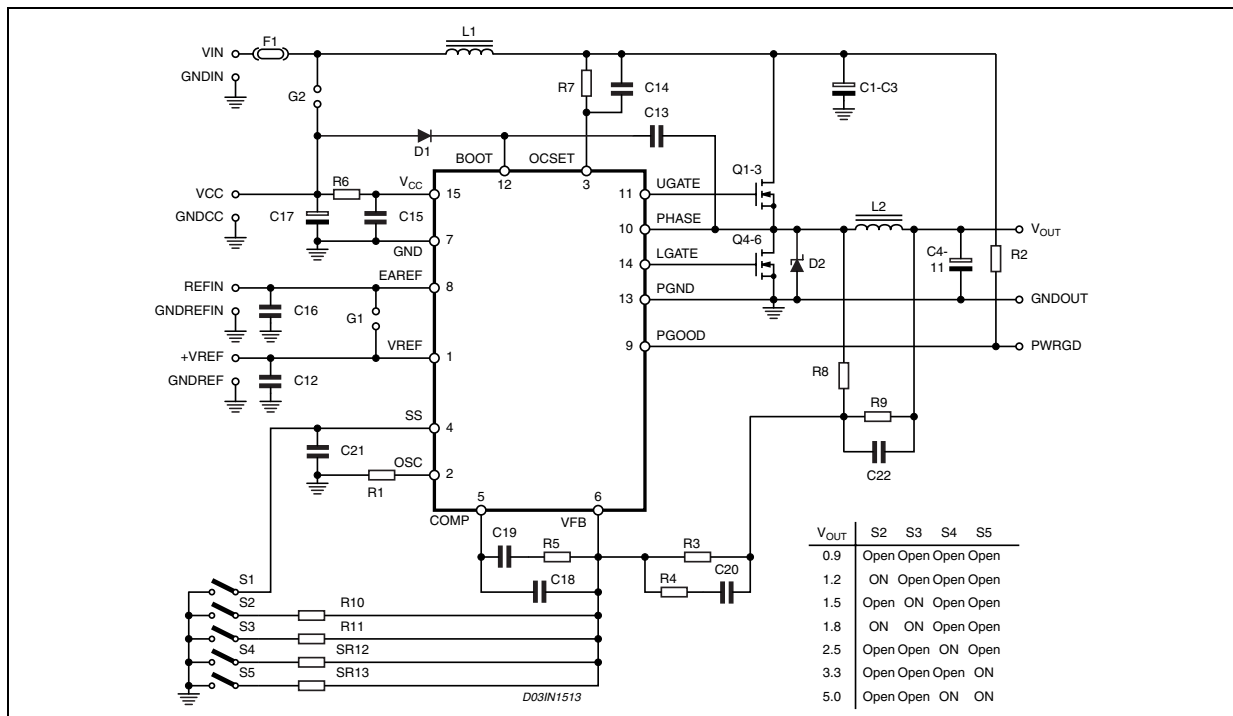 L1
F1
VIN
GNDIN
G2
R7
C14
C1-C3
C13
D1
BOOT
OCSET
12
3
Q1-3
R6
VCC
VCC
15
C17
C15
GNDCC
7
GND
11
UGATE
10
PHASE
L2
VOUT
Q4-6
14
LGATE
D2
C4-
11
R2
EAREF
REFIN
8
13
PGND
GNDOUT
GNDREFIN
C16
G1
9
PGOOD
PWRGD
VREF
+VREF
1
GNDREF
C12
R8
R9
SS
4
C21
C22
OSC
2
R1
5
6
COMP
VFB
C19
R5
R3
C18
R4
C20
S1
S2
R10
S3
R11
S4
SR12
S5
SR13
D03IN1513
VOUT S2 S3 S4 S5
0.9 Open Open Open Open
1.2 ON Open Open Open
1.5 Open ON Open Open
1.8 ON ON Open Open
2.5 Open Open ON Open
3.3 Open Open Open ON
5.0 Open Open ON ON